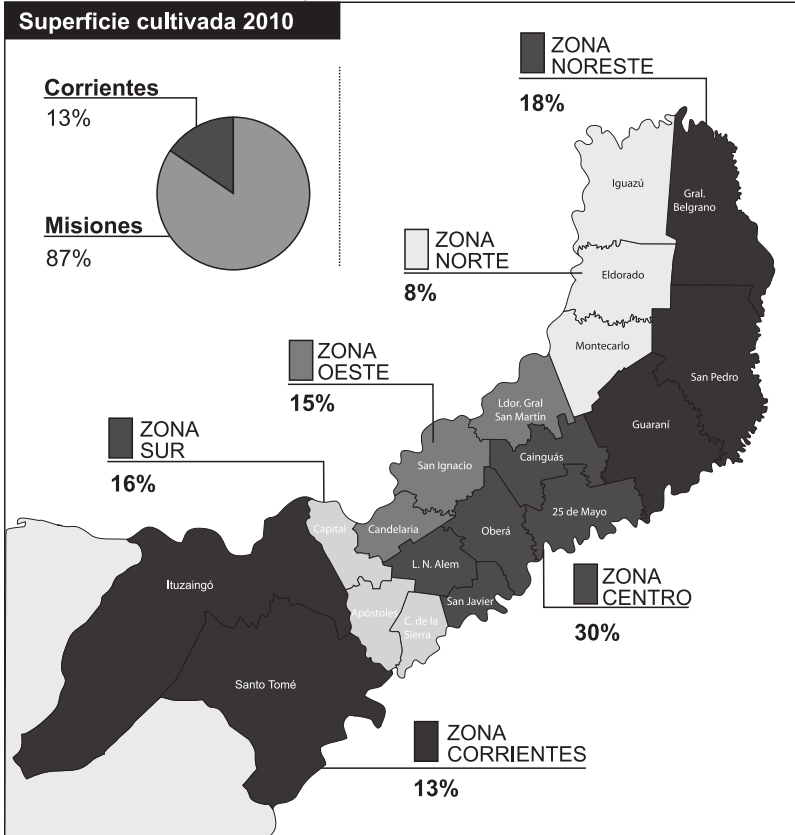 Superficie cultivada 2010
Corrientes
13%
Misiones
87%
ZONA
NORESTE
18%
ZONA
NORTE
8%
ZONA
OESTE
15%
ZONA
SUR
16%
Iguazú
Gral.
Belgrano
Eldorado
Montecarlo
San Pedro
Ldor. Gral
San Martín
Guaraní
Cainguás
San Ignacio
25 de Mayo
Capital
Candelaria
Oberá
L. N. Alem
Ituzaingó
San Javier
Apóstoles
C. de la
Sierra
Santo Tomé
ZONA
CENTRO
30%
ZONA
CORRIENTES
13%